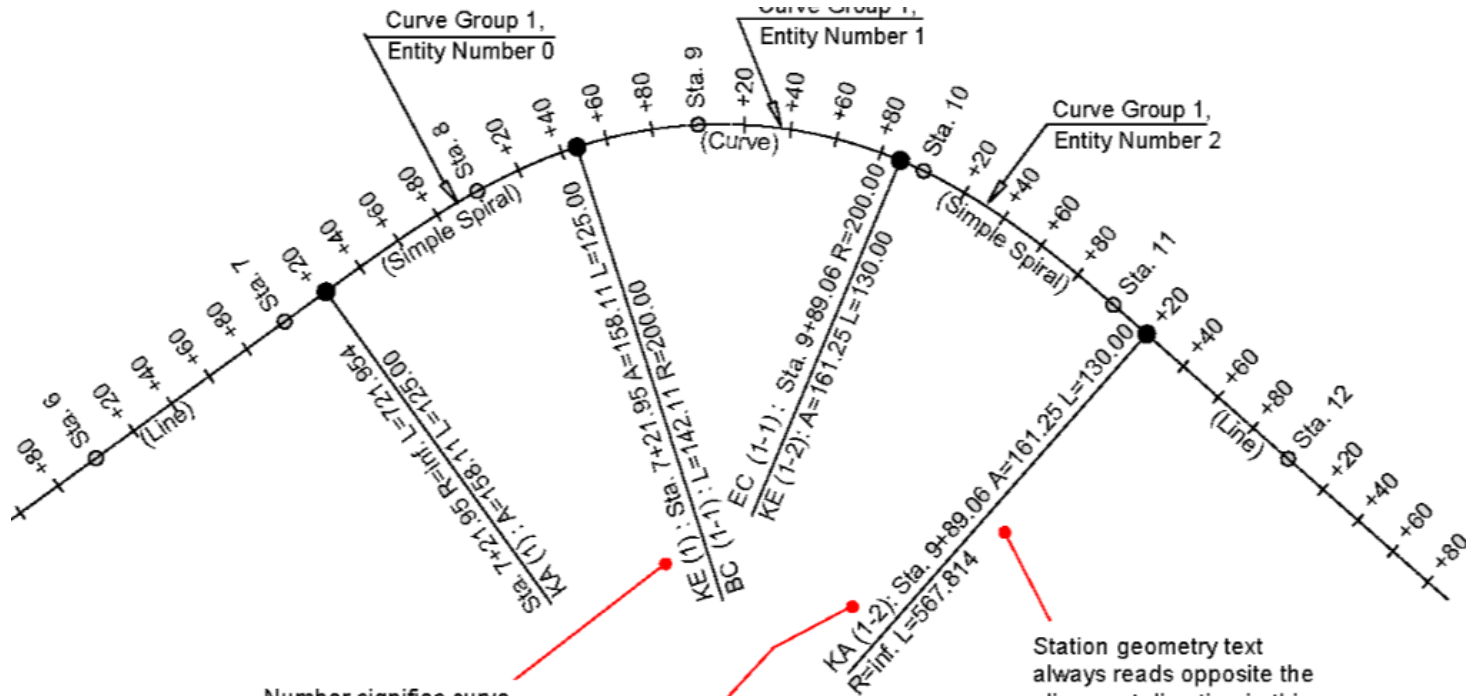 Curve Group 1,
Entity Number 0
Curve Group 1,
Entity Number 1
Curve Group 1,
Entity Number 2
+80
Sta. 6
+20
+40
+60
+80
Sta. 7
+20
+40
+60
+80
Sta. 8
+20
+40
+60
+80
Sta. 9
+20
+40
+60
+80
Sta. 10
+20
+40
+60
+80
Sta. 11
+20
+40
+60
+80
Sta. 12
+20
+40
+60
+80
(Line)
(Simple Spiral)
(Curve)
(Simple Spiral)
(Line)
Sta. 7+21.95 R=inf. L=721.954
KA (1) : A=158.11 L=125.00
KE (1) : Sta. 7+21.95 A=158.11 L=125.00
BC (1-1) : L=142.11 R=200.00
EC (1-1) : Sta. 9+89.06 R=200.00
KE (1-2): A=161.25 L=130.00
KA (1-2): Sta. 9+89.06 A=161.25 L=130.00
R=inf. L=567.814
Number signifies curve
Station geometry text
always reads opposite the
alignment direction in this